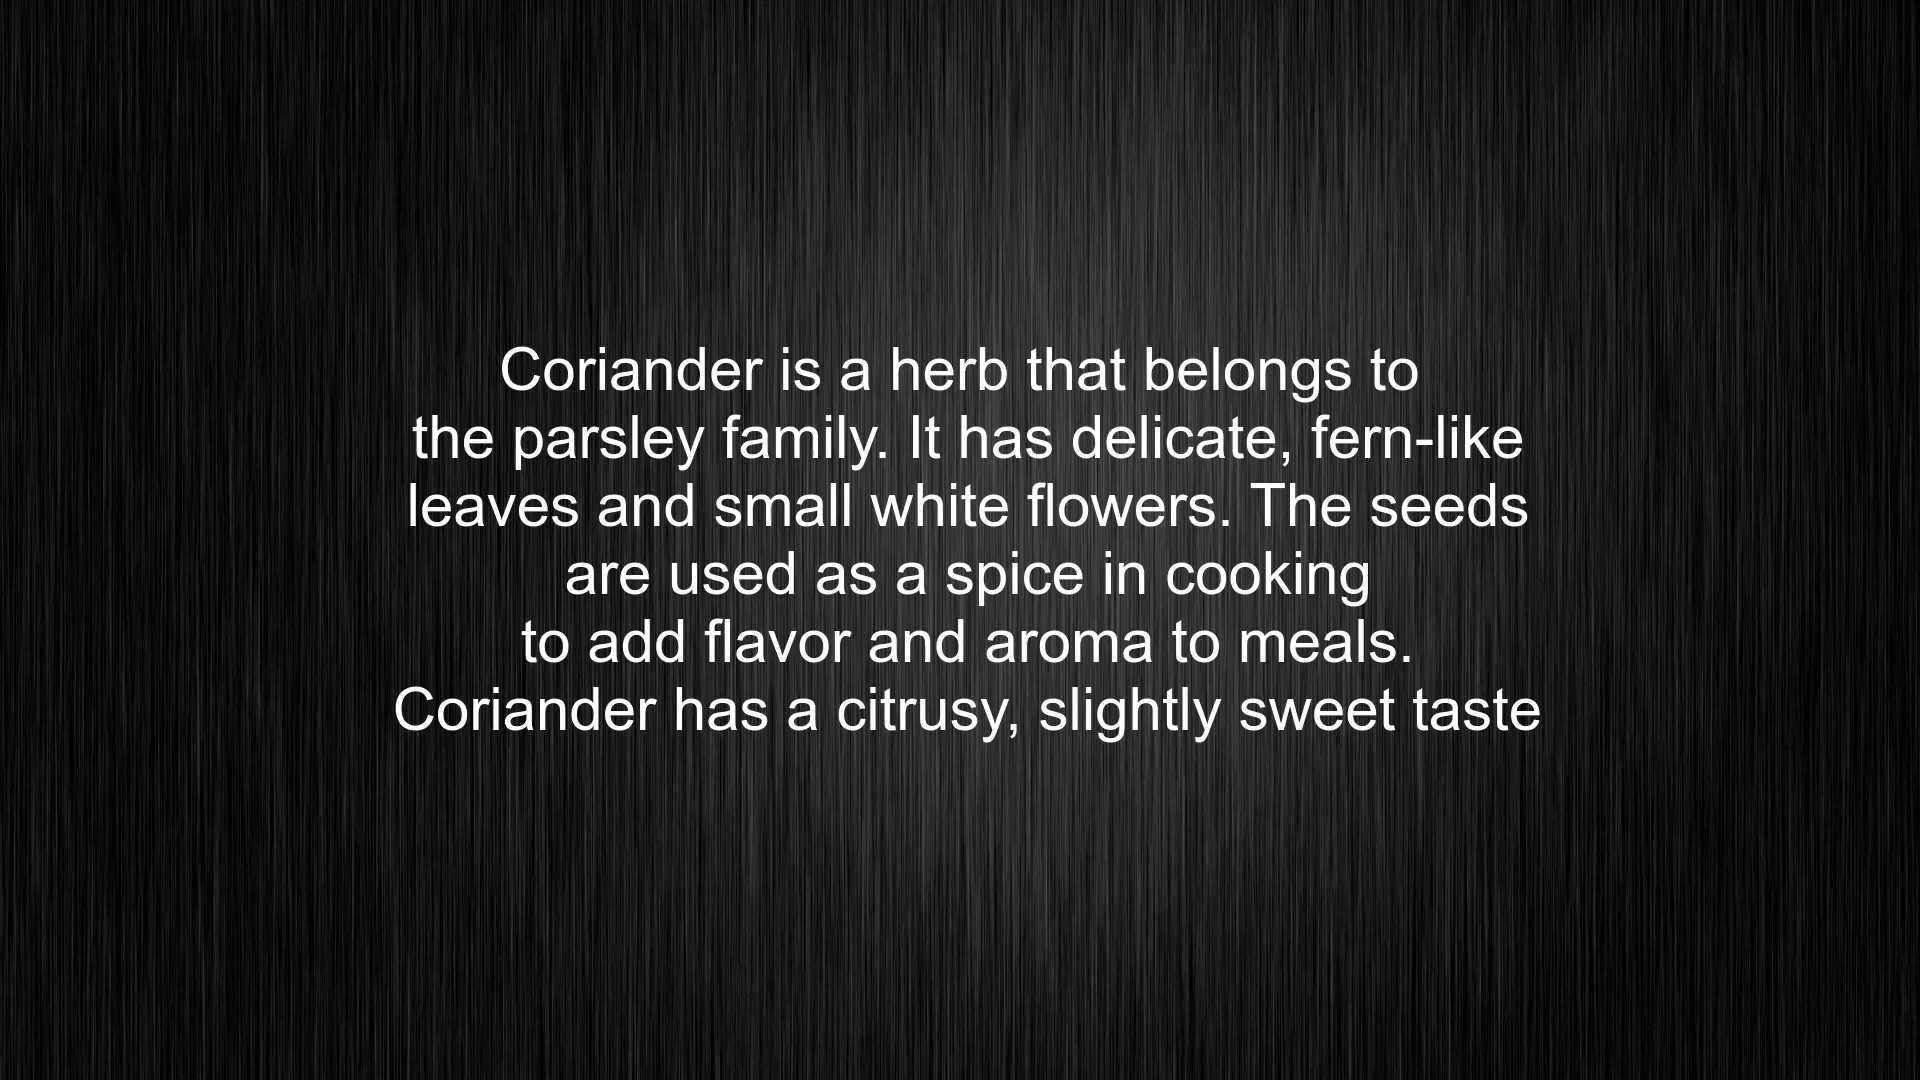 Coriander is a herb that belongs to
the parsley family. It has delicate, fern-like
leaves and small white flowers. The seeds
are used as a spice in cooking
to add flavor and aroma to meals.
Coriander has a citrusy, slightly sweet taste